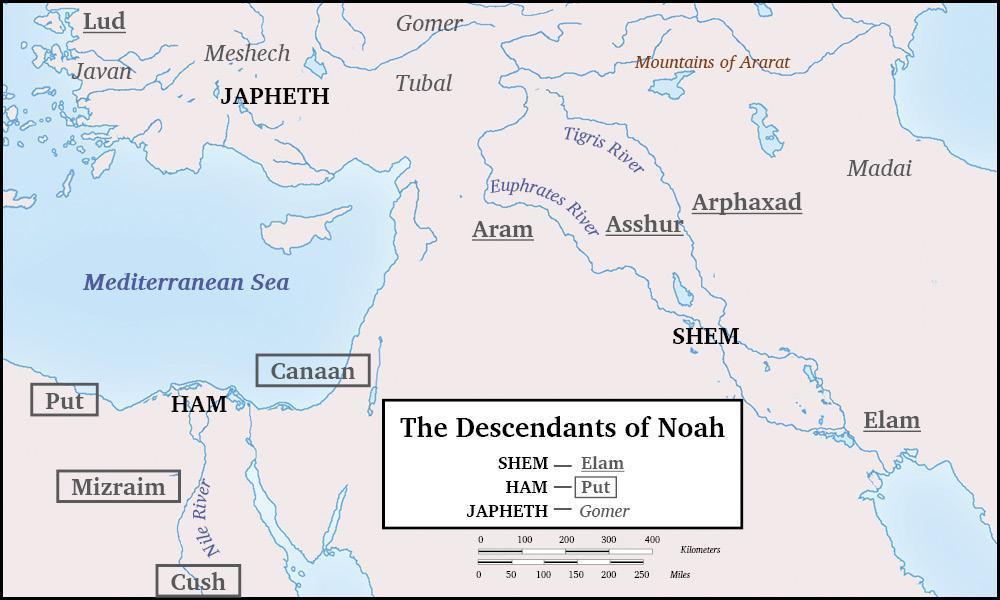 Lud
Gomer
Javan
Meshech
Mountains of Ararat
JAPHETH
Tubal
Tigris River
Madai
Euphrates River
Arphaxad
Aram
Asshur
Mediterranean Sea
SHEM
Canaan
Put
HAM
Elam
Mizraim
Nile River
Cush
The Descendants of Noah
SHEM — Elam
HAM — Put
JAPHETH — Gomer
0 100 200 300 400 Kilometers
0 50 100 150 200 250 Miles